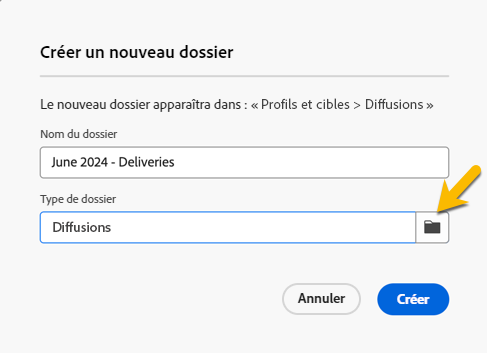 Créer un nouveau dossier
Le nouveau dossier apparaîtra dans : « Profils et cibles > Diffusions »
Nom du dossier
June 2024 - Deliveries
Type de dossier
Diffusions
Annuler
Créer